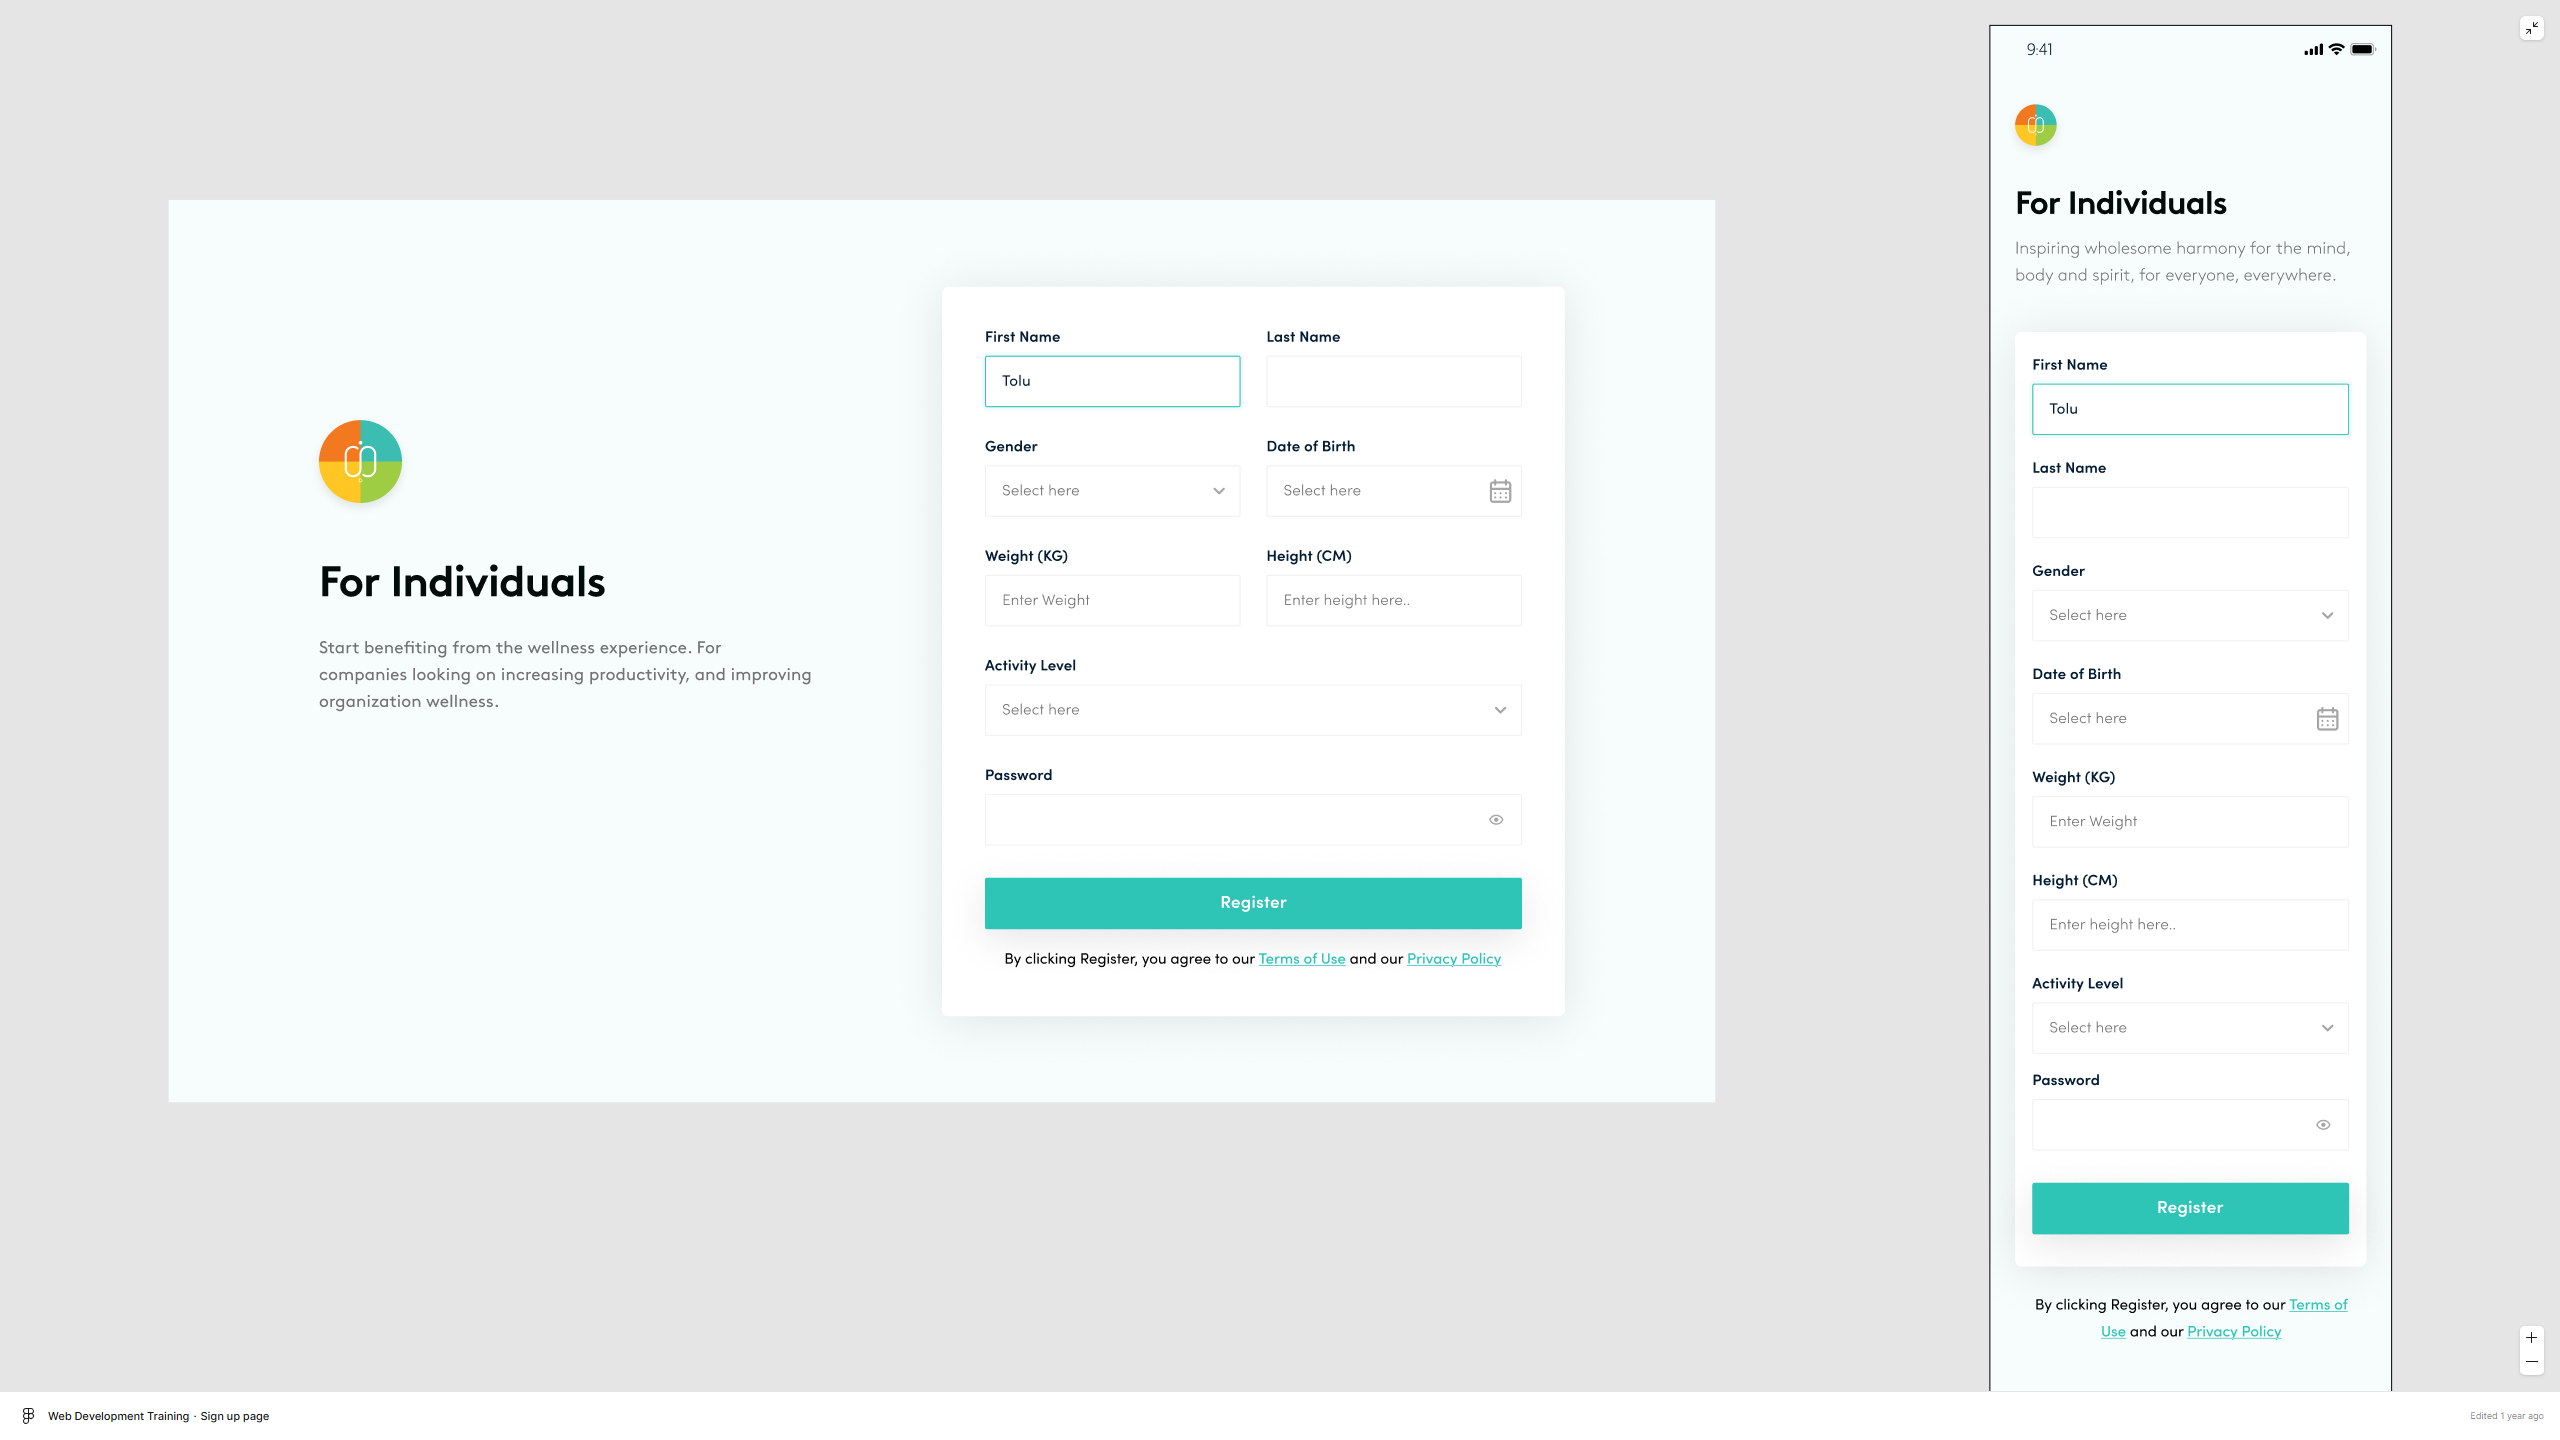 For Individuals
Start benefiting from the wellness experience. For
companies looking on increasing productivity, and improving
organization wellness.
First Name
Last Name
Tolu
Gender
Date of Birth
Select here
Select here
Weight (KG)
Height (CM)
Enter Weight
Enter height here..
Activity Level
Select here
Password
Register
By clicking Register, you agree to our Terms of Use and our Privacy Policy
9:41
For Individuals
Inspiring wholesome harmony for the mind,
body and spirit, for everyone, everywhere.
First Name
Tolu
Last Name
Gender
Select here
Date of Birth
Select here
Weight (KG)
Enter Weight
Height (CM)
Enter height here..
Activity Level
Select here
Password
Register
By clicking Register, you agree to our Terms of
Use and our Privacy Policy
Web Development Training · Sign up page
Edited 1 year ago